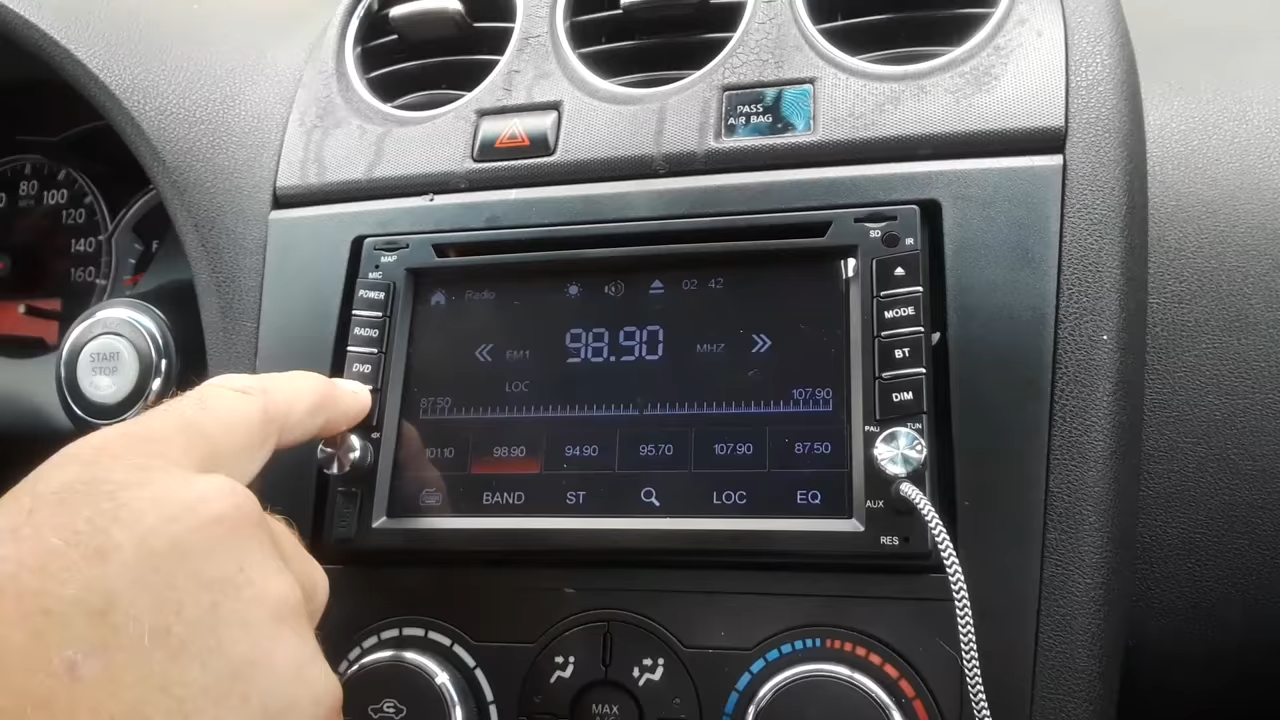 PASS
AIR BAG
80
100
120
140
160
F
START
STOP
MAP
MIC
POWER
RADIO
DVD
SD
IR
MODE
BT
DIM
PAU
TUN
AUX
RES
Radio
02 42
FM1
98.90
MHZ
LOC
87.50
107.90
101.10
98.90
94.90
95.70
107.90
87.50
BAND
ST
LOC
EQ
MAX